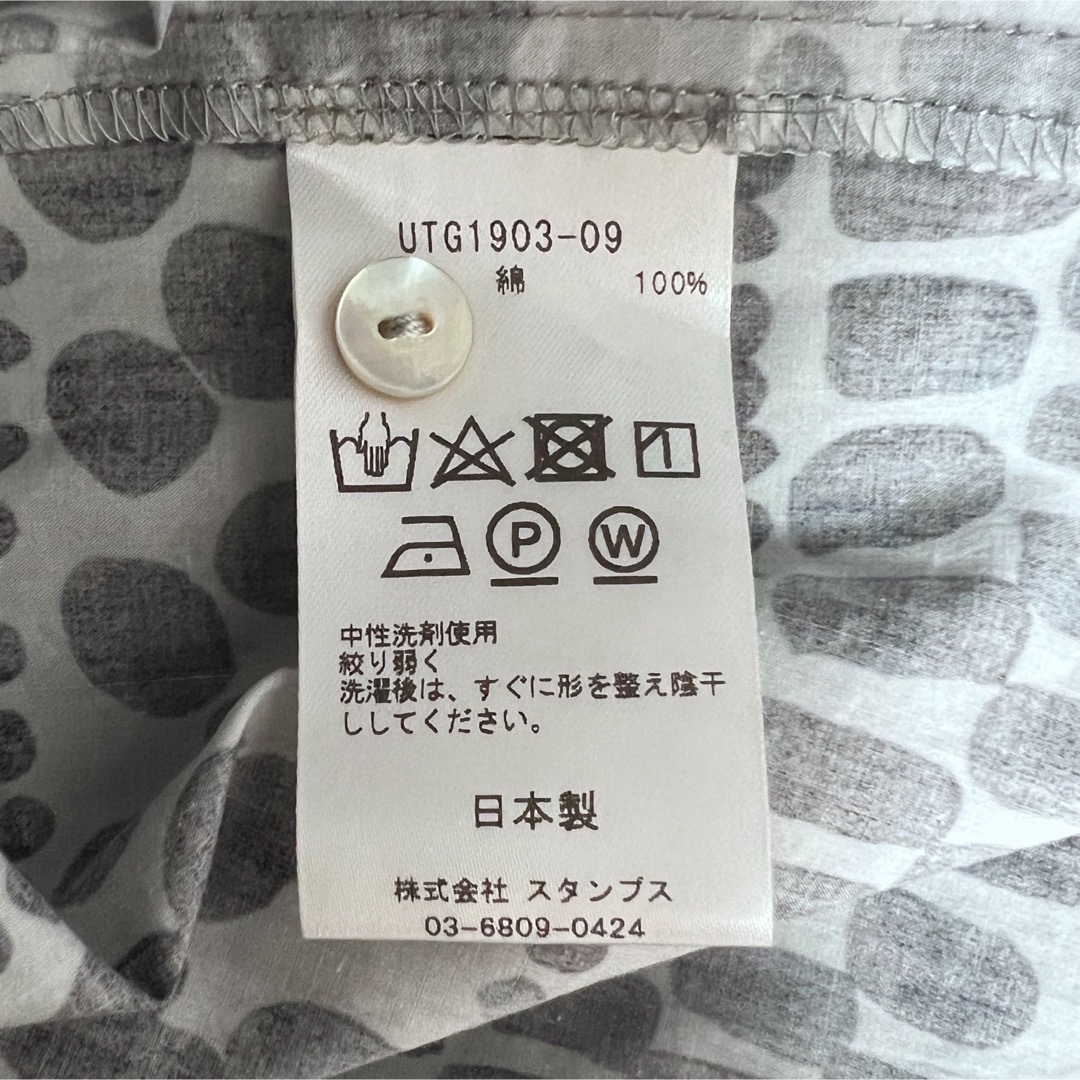 UTG1903-09
綿 100%
P W
中性洗剤使用
絞り弱く
洗濯後は、すぐに形を整え陰干
ししてください。
日本製
株式会社 スタンプス
03-6809-0424